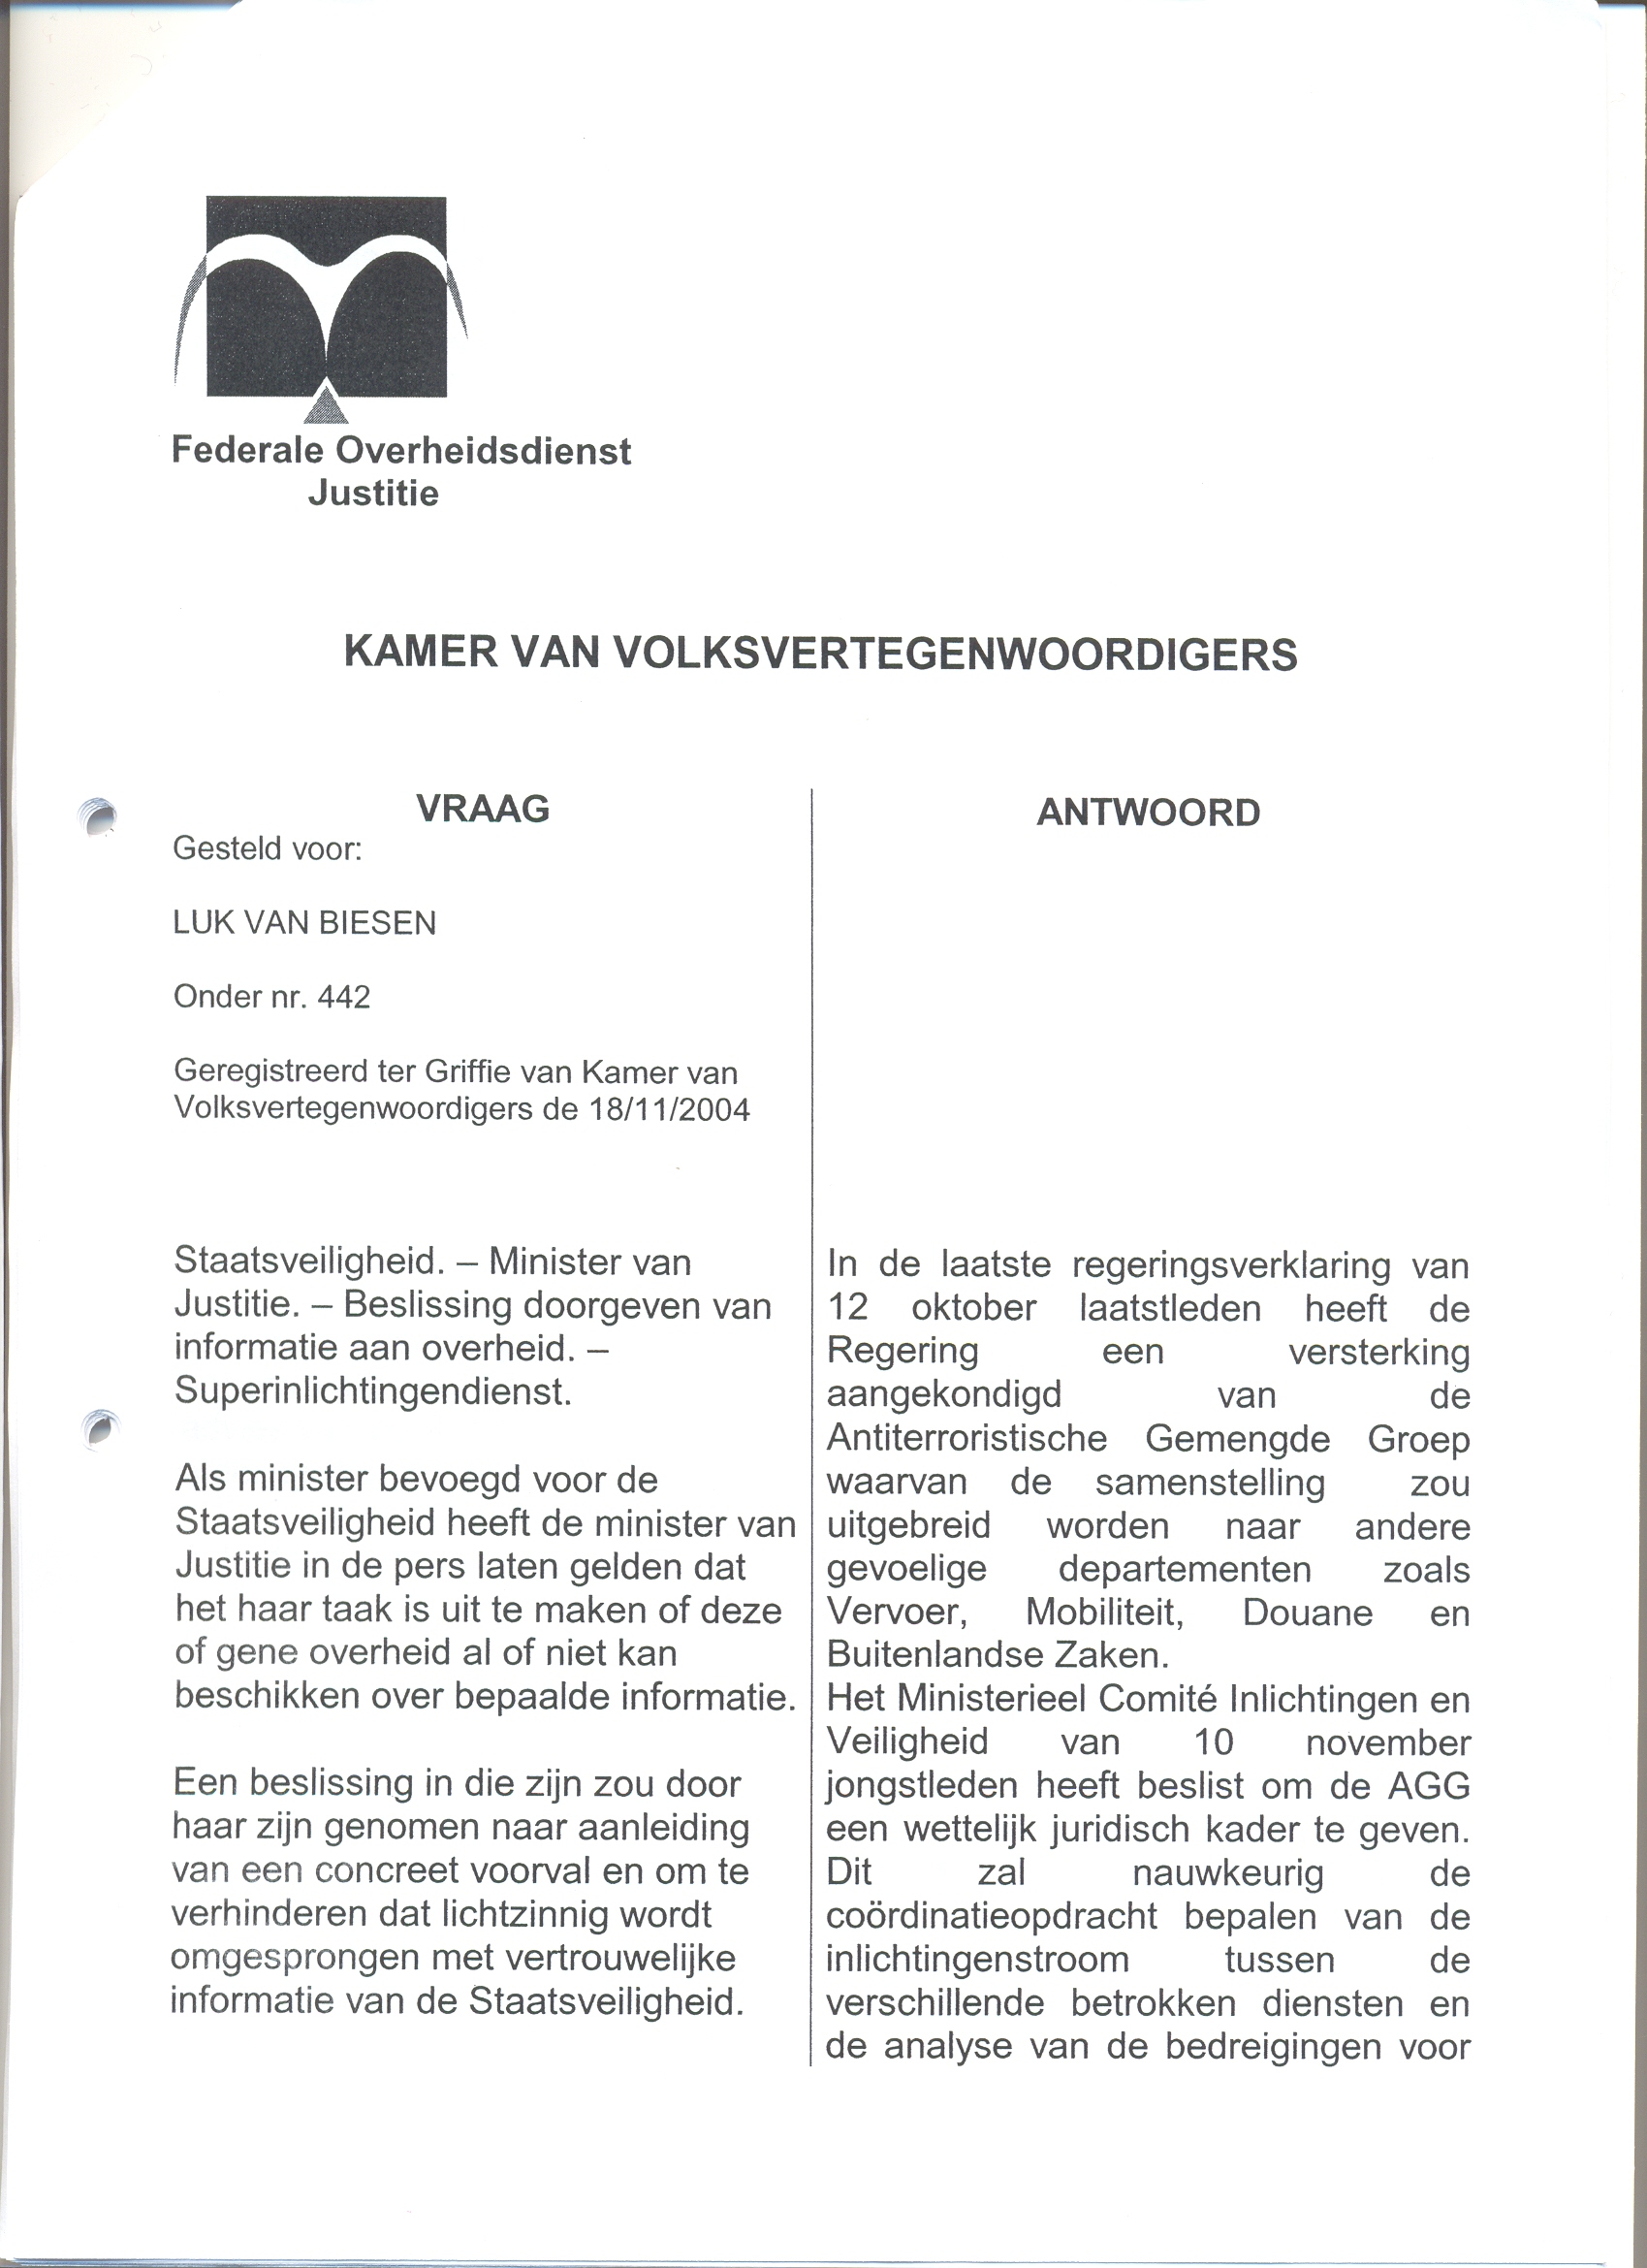 Federale Overheidsdienst
Justitie
KAMER VAN VOLKSVERTEGENWOORDIGERS
VRAAG
Gesteld voor:
LUK VAN BIESEN
Onder nr. 442
Geregistreerd ter Griffie van Kamer van
Volksvertegenwoordigers de 18/11/2004
Staatsveiligheid. – Minister van
Justitie. – Beslissing doorgeven van
informatie aan overheid. –
Superinlichtingendienst.
Als minister bevoegd voor de
Staatsveiligheid heeft de minister van
Justitie in de pers laten gelden dat
het haar taak is uit te maken of deze
of gene overheid al of niet kan
beschikken over bepaalde informatie.
Een beslissing in die zijn zou door
haar zijn genomen naar aanleiding
van een concreet voorval en om te
verhinderen dat lichtzinnig wordt
omgesprongen met vertrouwelijke
informatie van de Staatsveiligheid.
ANTWOORD
In de laatste regeringsverklaring van
12 oktober laatstleden heeft de
Regering een versterking
aangekondigd van de
Antiterroristische Gemengde Groep
waarvan de samenstelling zou
uitgebreid worden naar andere
gevoelige departementen zoals
Vervoer, Mobiliteit, Douane en
Buitenlandse Zaken.
Het Ministerieel Comité Inlichtingen en
Veiligheid van 10 november
jongstleden heeft beslist om de AGG
een wettelijk juridisch kader te geven.
Dit zal nauwkeurig de
coördinatieopdracht bepalen van de
inlichtingenstroom tussen de
verschillende betrokken diensten en
de analyse van de bedreigingen voor